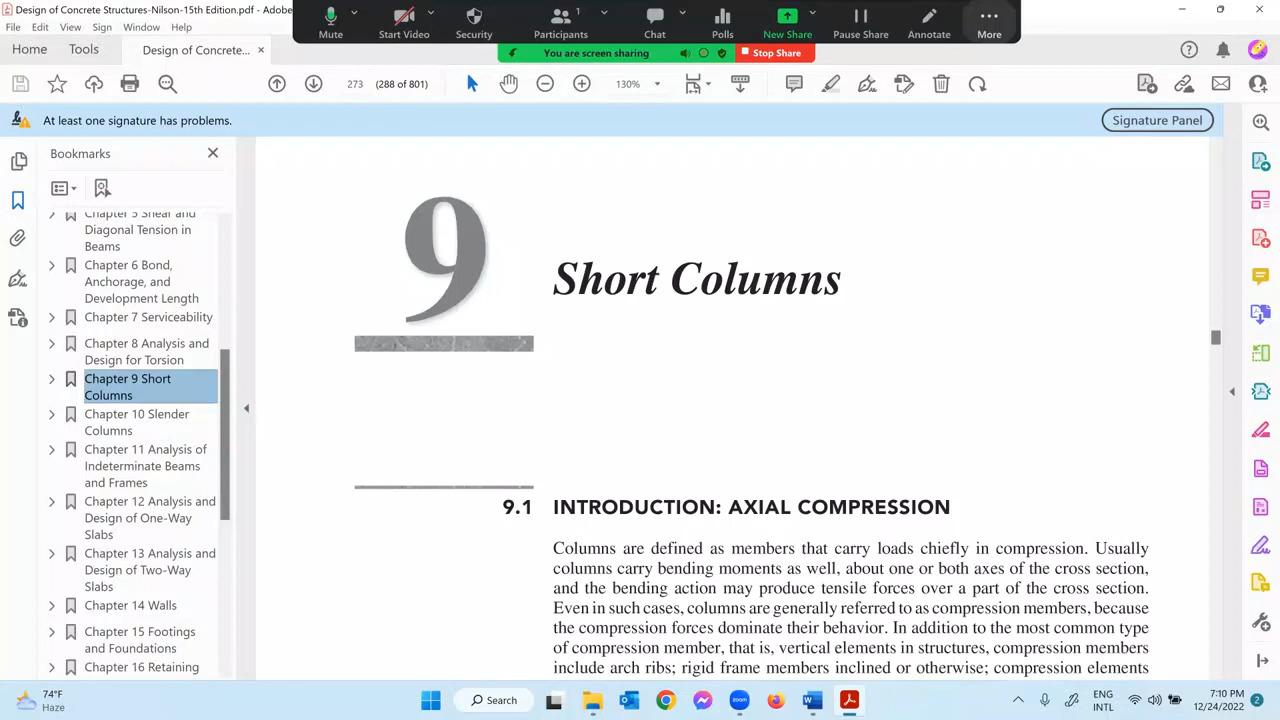 Design of Concrete Structures-Nilson-15th Edition.pdf - Adobe
File Edit View Sign Window Help
Home Tools Design of Concrete... ×
Mute
Start Video
Security
1
Participants
Chat
Polls
New Share
Pause Share
Annotate
More
You are screen sharing
Stop Share
273 (288 of 801)
130%
At least one signature has problems.
Signature Panel
Bookmarks
Chapter 5 Shear and
Diagonal Tension in
Beams
Chapter 6 Bond,
Anchorage, and
Development Length
Chapter 7 Serviceability
Chapter 8 Analysis and
Design for Torsion
Chapter 9 Short
Columns
Chapter 10 Slender
Columns
Chapter 11 Analysis of
Indeterminate Beams
and Frames
Chapter 12 Analysis and
Design of One-Way
Slabs
Chapter 13 Analysis and
Design of Two-Way
Slabs
Chapter 14 Walls
Chapter 15 Footings
and Foundations
Chapter 16 Retaining
9
Short Columns
9.1 INTRODUCTION: AXIAL COMPRESSION
Columns are defined as members that carry loads chiefly in compression. Usually
columns carry bending moments as well, about one or both axes of the cross section,
and the bending action may produce tensile forces over a part of the cross section.
Even in such cases, columns are generally referred to as compression members, because
the compression forces dominate their behavior. In addition to the most common type
of compression member, that is, vertical elements in structures, compression members
include arch ribs; rigid frame members inclined or otherwise; compression elements
74°F
Haze
Search
zoom
ENG
INTL
7:10 PM
12/24/2022
2